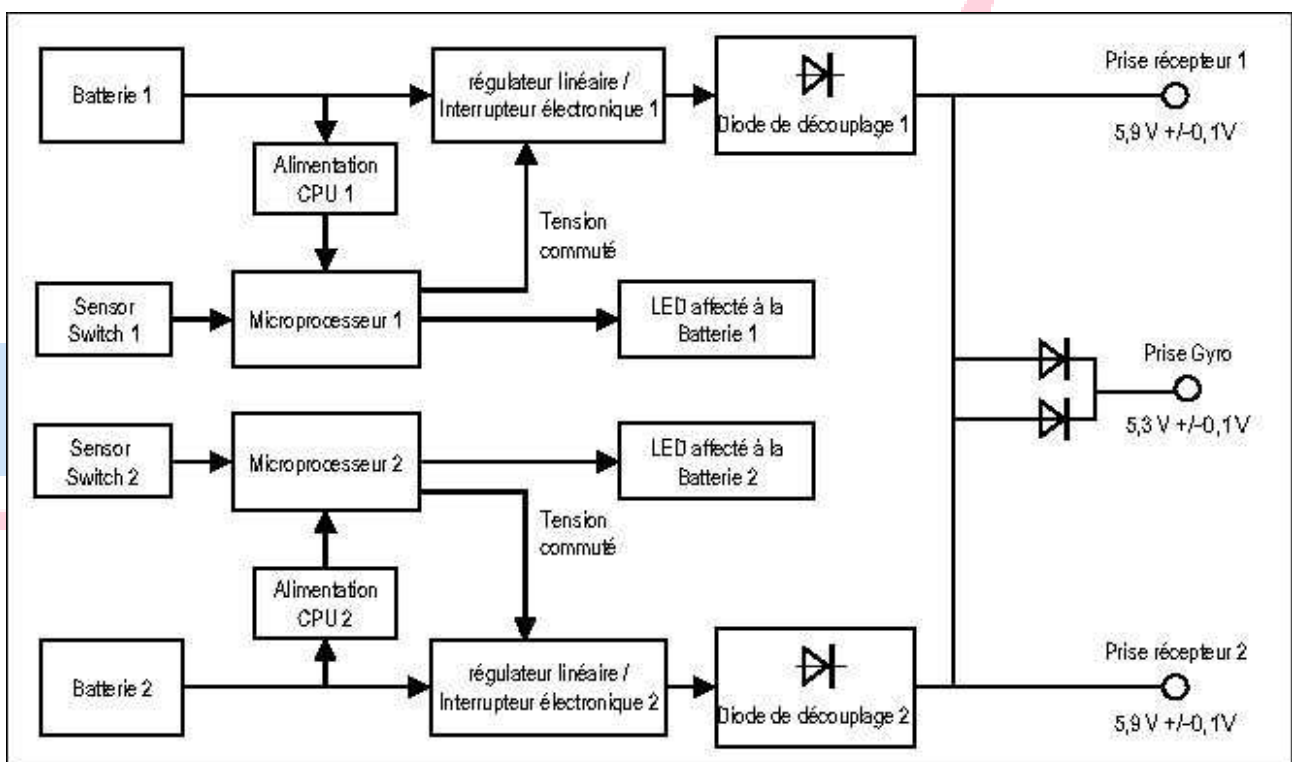 Batterie 1
régulateur linéaire /
Interrupteur électronique 1
Diode de découplage 1
Prise récepteur 1
5,9 V +/-0,1V
Alimentation
CPU 1
Tension
commuté
Sensor
Switch 1
Microprocesseur 1
LED affecté à la
Batterie 1
Prise Gyro
5,3 V +/-0,1V
Sensor
Switch 2
Microprocesseur 2
LED affecté à la
Batterie 2
Tension
commuté
Alimentation
CPU 2
Batterie 2
régulateur linéaire /
Interrupteur électronique 2
Diode de découplage 2
Prise récepteur 2
5,9 V +/-0,1V